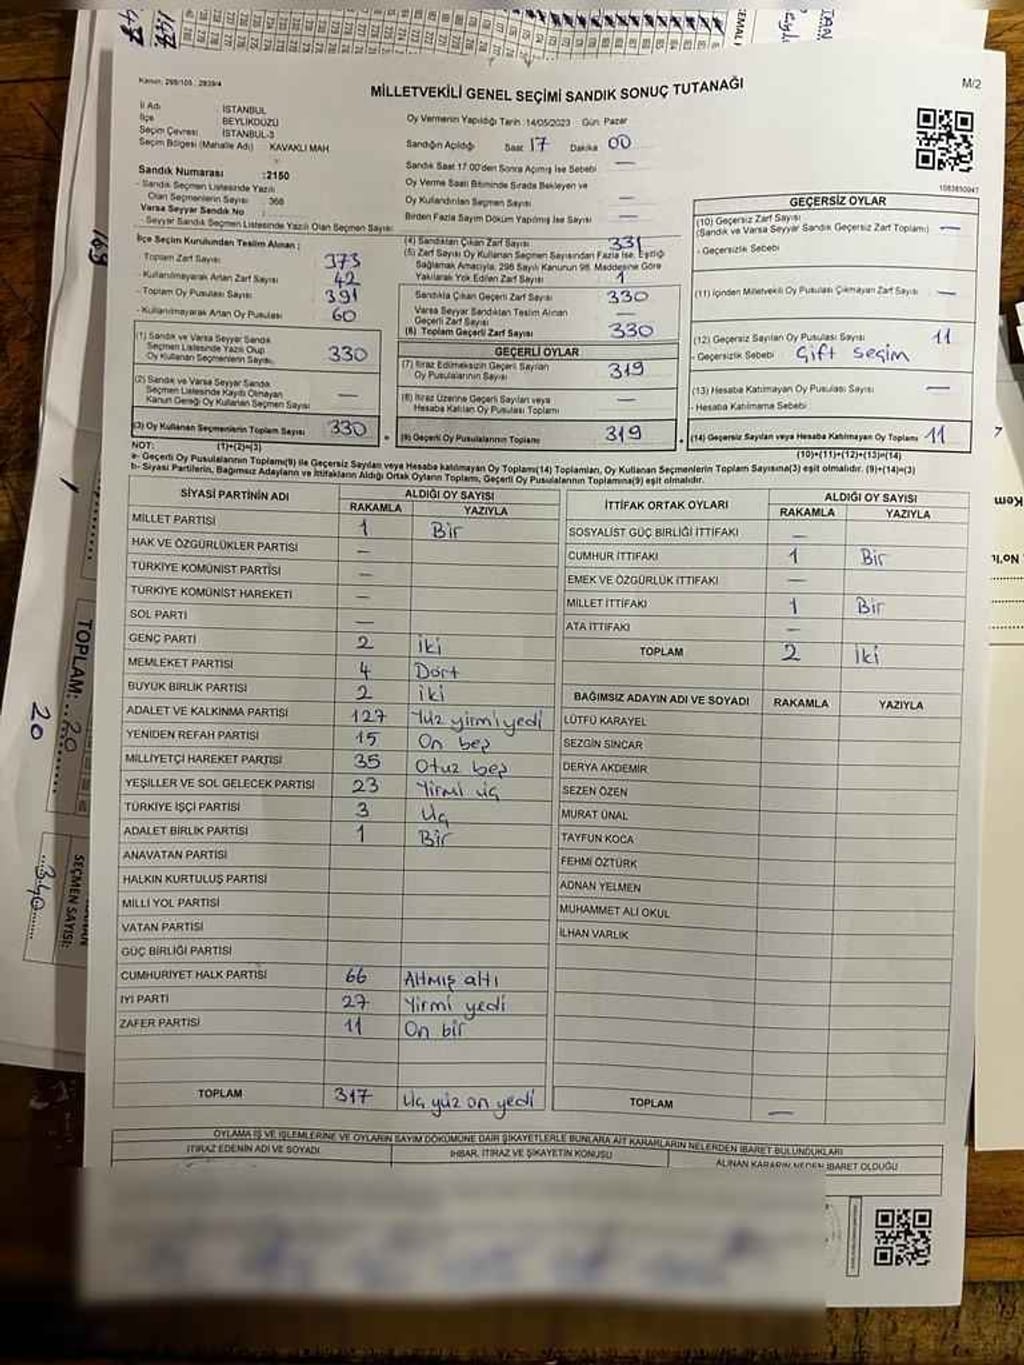 Kanun: 298/105 : 2839/4
MİLLETVEKİLİ GENEL SEÇİMİ SANDIK SONUÇ TUTANAĞI
M/2
İl Adı : İSTANBUL
İlçe : BEYLİKDÜZÜ
Seçim Çevresi : İSTANBUL-3
Seçim Bölgesi (Mahalle Adı) KAVAKLI MAH.
Sandık Numarası :2150
- Sandık Seçmen Listesinde Yazılı
Olan Seçmenlerin Sayısı : 368
Varsa Seyyar Sandık No
- Seyyar Sandık Seçmen Listesinde Yazılı Olan Seçmen Sayısı
Oy Vermenin Yapıldığı Tarih :14/05/2023 Gün: Pazar
Sandığın Açıldığı Saat 17 Dakika 00
Sandık Saat 17:00'den Sonra Açılmış İse Sebebi —
Oy Verme Saati Bitiminde Sırada Bekleyen ve
Oy Kullandırılan Seçmen Sayısı —
Birden Fazla Sayım Döküm Yapılmış İse Sayısı —
1083830941
İlçe Seçim Kurulundan Teslim Alınan :
- Toplam Zarf Sayısı 373
- Kullanılmayarak Artan Zarf Sayısı 42
- Toplam Oy Pusulası Sayısı 391
- Kullanılmayarak Artan Oy Pusulası 60
(1) Sandık ve Varsa Seyyar Sandık
Seçmen Listesinde Yazılı Olup
Oy Kullanan Seçmenlerin Sayısı 330
(2) Sandık ve Varsa Seyyar Sandık
Seçmen Listesinde Kayıtlı Olmayan
Kanun Gereği Oy Kullanan Seçmen Sayısı —
(3) Oy Kullanan Seçmenlerin Toplam Sayısı 330
(4) Sandıktan Çıkan Zarf Sayısı 331
(5) Zarf Sayısı Oy Kullanan Seçmen Sayısından Fazla İse, Eşitliği
Sağlamak Amacıyla, 298 Sayılı Kanunun 98. Maddesine Göre
Yakılarak Yok Edilen Zarf Sayısı 1
Sandıkla Çıkan Geçerli Zarf Sayısı 330
Varsa Seyyar Sandıktan Teslim Alınan
Geçerli Zarf Sayısı —
(6) Toplam Geçerli Zarf Sayısı 330
GEÇERLİ OYLAR
(7) İtiraz Edilmeksizin Geçerli Sayılan
Oy Pusulalarının Sayısı 319
(8) İtiraz Üzerine Geçerli Sayılan veya
Hesaba Katılan Oy Pusulası Toplamı —
(9) Geçerli Oy Pusulalarının Toplamı 319
GEÇERSİZ OYLAR
(10) Geçersiz Zarf Sayısı
(Sandık ve Varsa Seyyar Sandık Geçersiz Zarf Toplamı) —
- Geçersizlik Sebebi
(11) İçinden Milletvekili Oy Pusulası Çıkmayan Zarf Sayısı —
(12) Geçersiz Sayılan Oy Pusulası Sayısı 11
- Geçersizlik Sebebi Çift seçim
(13) Hesaba Katılmayan Oy Pusulası Sayısı —
- Hesaba Katılmama Sebebi
(14) Geçersiz Sayılan veya Hesaba Katılmayan Oy Toplamı 11
NOT: (1)+(2)=(3)
(10)+(11)+(12)+(13)=(14)
a- Geçerli Oy Pusulalarının Toplamı(9) ile Geçersiz Sayılan veya Hesaba katılmayan Oy Toplamı(14) Toplamları, Oy Kullanan Seçmenlerin Toplam Sayısına(3) eşit olmalıdır. (9)+(14)=(3)
b- Siyasi Partilerin, Bağımsız Adayların ve İttifakların Aldığı Ortak Oyların Toplamı, Geçerli Oy Pusulalarının Toplamına(9) eşit olmalıdır.
SİYASİ PARTİNİN ADI ALDIĞI OY SAYISI
RAKAMLA YAZIYLA
MİLLET PARTİSİ 1 Bir
HAK VE ÖZGÜRLÜKLER PARTİSİ —
TÜRKİYE KOMÜNİST PARTİSİ —
TÜRKİYE KOMÜNİST HAREKETİ —
SOL PARTİ —
GENÇ PARTİ 2 iki
MEMLEKET PARTİSİ 4 Dört
BÜYÜK BİRLİK PARTİSİ 2 iki
ADALET VE KALKINMA PARTİSİ 127 Yüz yirmi yedi
YENİDEN REFAH PARTİSİ 15 On beş
MİLLİYETÇİ HAREKET PARTİSİ 35 Otuz beş
YEŞİLLER VE SOL GELECEK PARTİSİ 23 Yirmi üç
TÜRKİYE İŞÇİ PARTİSİ 3 Üç
ADALET BİRLİK PARTİSİ 1 Bir
ANAVATAN PARTİSİ
HALKIN KURTULUŞ PARTİSİ
MİLLİ YOL PARTİSİ
VATAN PARTİSİ
GÜÇ BİRLİĞİ PARTİSİ
CUMHURİYET HALK PARTİSİ 66 Altmış altı
İYİ PARTİ 27 Yirmi yedi
ZAFER PARTİSİ 11 On bir
TOPLAM 317 Üç yüz on yedi
İTTİFAK ORTAK OYLARI ALDIĞI OY SAYISI
RAKAMLA YAZIYLA
SOSYALİST GÜÇ BİRLİĞİ İTTİFAKI —
CUMHUR İTTİFAKI 1 Bir
EMEK VE ÖZGÜRLÜK İTTİFAKI —
MİLLET İTTİFAKI 1 Bir
ATA İTTİFAKI —
TOPLAM 2 iki
BAĞIMSIZ ADAYIN ADI VE SOYADI RAKAMLA YAZIYLA
LÜTFÜ KARAYEL
SEZGİN SİNCAR
DERYA AKDEMİR
SEZEN ÖZEN
MURAT ÜNAL
TAYFUN KOCA
FEHMİ ÖZTÜRK
ADNAN YELMEN
MUHAMMET ALİ OKUL
İLHAN VARLIK
TOPLAM —
OYLAMA İŞ VE İŞLEMLERİNE VE OYLARIN SAYIM DÖKÜMÜNE DAİR ŞİKAYETLERLE BUNLARA AİT KARARLARIN NELERDEN İBARET BULUNDUKLARI
İTİRAZ EDENİN ADI VE SOYADI İHBAR, İTİRAZ VE ŞİKAYETİN KONUSU ALINAN KARARIN NEDEN İBARET OLDUĞU
169
TOPLAM: 20
20
SEÇMEN SAYISI:
340
Kem